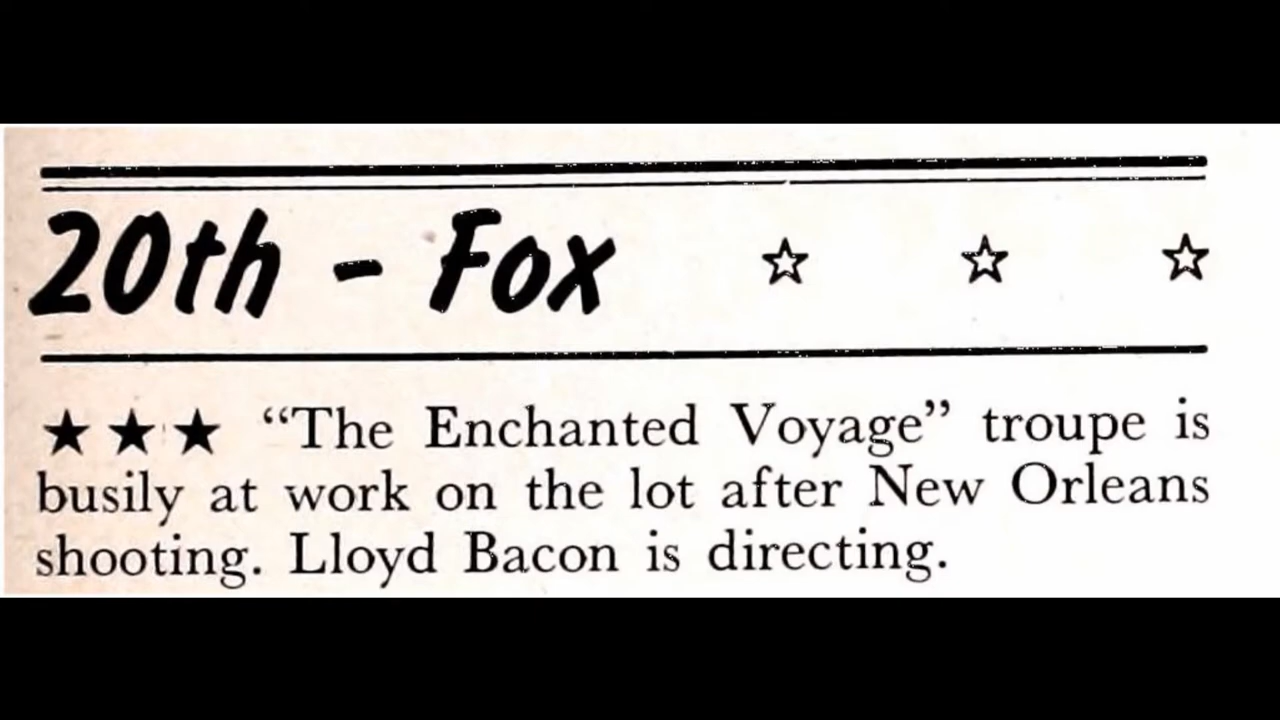 20th - Fox ☆ ☆ ☆
★★★ “The Enchanted Voyage” troupe is
busily at work on the lot after New Orleans
shooting. Lloyd Bacon is directing.